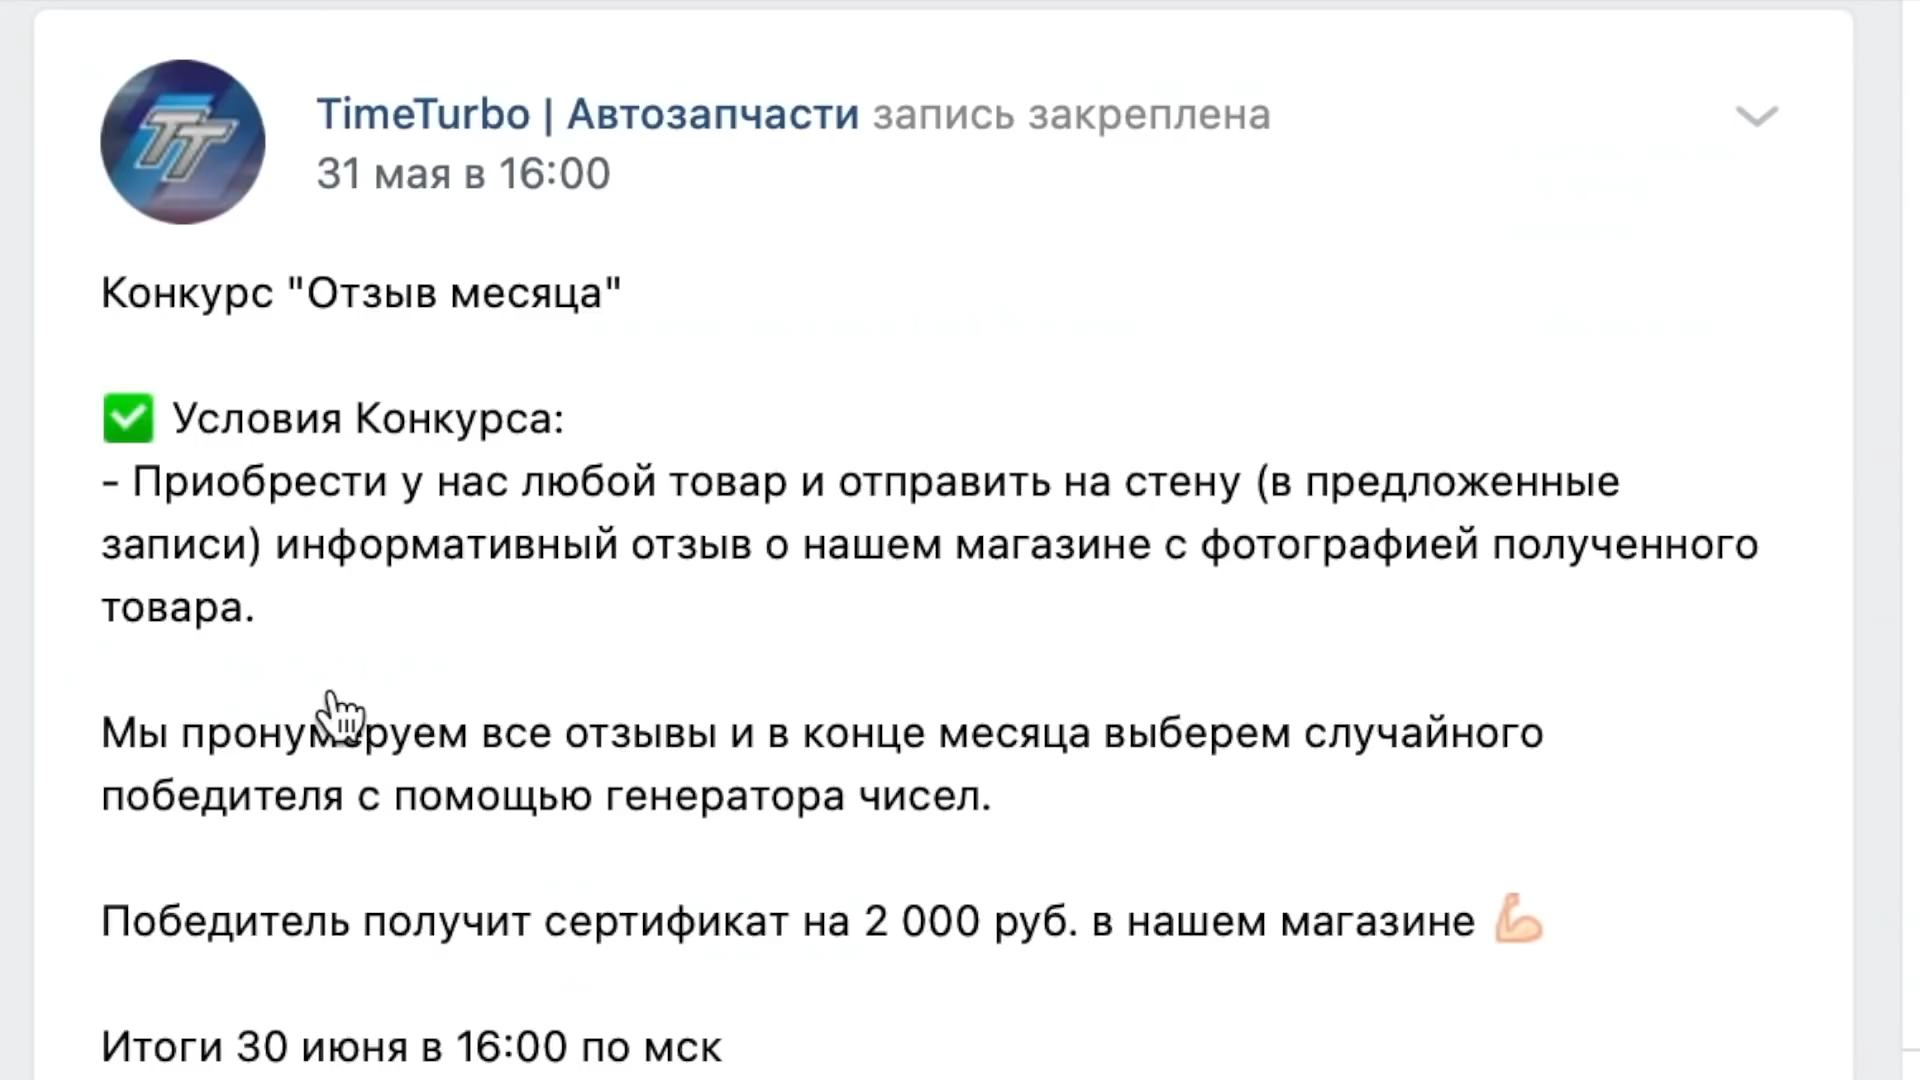 TimeTurbo | Автозапчасти запись закреплена
31 мая в 16:00
Конкурс "Отзыв месяца"
✅ Условия Конкурса:
- Приобрести у нас любой товар и отправить на стену (в предложенные
записи) информативный отзыв о нашем магазине с фотографией полученного
товара.
Мы пронумеруем все отзывы и в конце месяца выберем случайного
победителя с помощью генератора чисел.
Победитель получит сертификат на 2 000 руб. в нашем магазине 💪🏻
Итоги 30 июня в 16:00 по мск